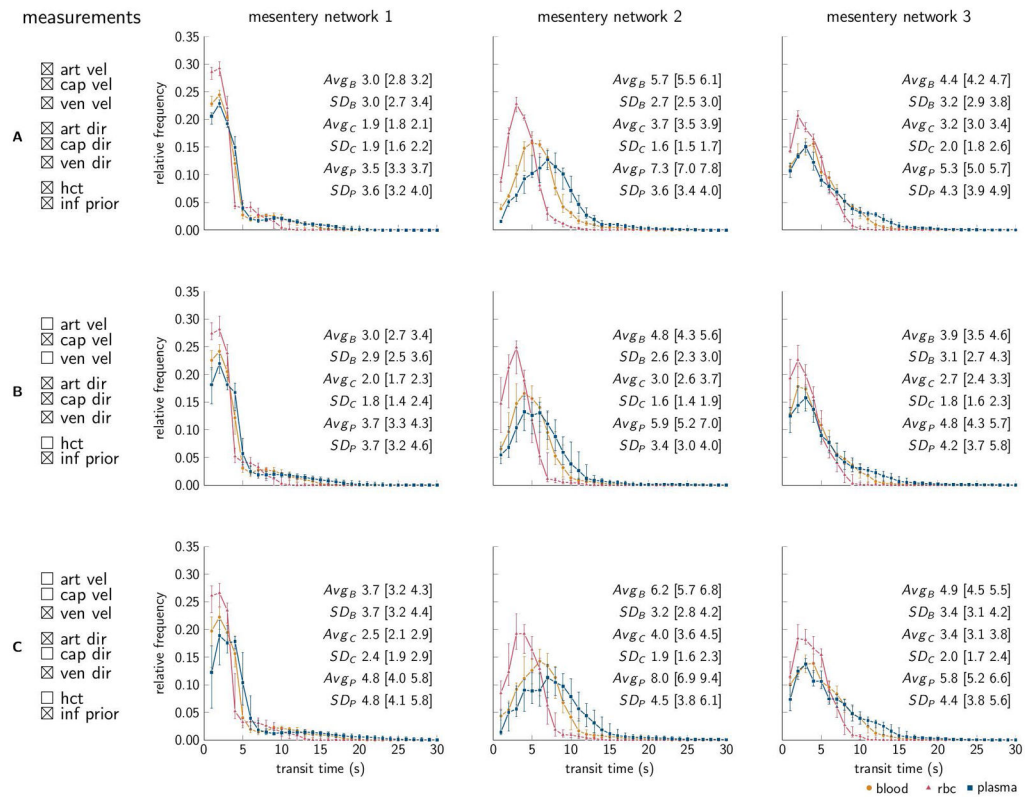 measurements
mesentery network 1
mesentery network 2
mesentery network 3
A
art vel
cap vel
ven vel
art dir
cap dir
ven dir
hct
inf prior
relative frequency
0.35
0.30
0.25
0.20
0.15
0.10
0.05
0.00
Avg_B 3.0 [2.8 3.2]
SD_B 3.0 [2.7 3.4]
Avg_C 1.9 [1.8 2.1]
SD_C 1.9 [1.6 2.2]
Avg_P 3.5 [3.3 3.7]
SD_P 3.6 [3.2 4.0]
Avg_B 5.7 [5.5 6.1]
SD_B 2.7 [2.5 3.0]
Avg_C 3.7 [3.5 3.9]
SD_C 1.6 [1.5 1.7]
Avg_P 7.3 [7.0 7.8]
SD_P 3.6 [3.4 4.0]
Avg_B 4.4 [4.2 4.7]
SD_B 3.2 [2.9 3.8]
Avg_C 3.2 [3.0 3.4]
SD_C 2.0 [1.8 2.6]
Avg_P 5.3 [5.0 5.7]
SD_P 4.3 [3.9 4.9]
B
art vel
cap vel
ven vel
art dir
cap dir
ven dir
hct
inf prior
relative frequency
0.35
0.30
0.25
0.20
0.15
0.10
0.05
0.00
Avg_B 3.0 [2.7 3.4]
SD_B 2.9 [2.5 3.6]
Avg_C 2.0 [1.7 2.3]
SD_C 1.8 [1.4 2.4]
Avg_P 3.7 [3.3 4.3]
SD_P 3.7 [3.2 4.6]
Avg_B 4.8 [4.3 5.6]
SD_B 2.6 [2.3 3.0]
Avg_C 3.0 [2.6 3.7]
SD_C 1.6 [1.4 1.9]
Avg_P 5.9 [5.2 7.0]
SD_P 3.4 [3.0 4.0]
Avg_B 3.9 [3.5 4.6]
SD_B 3.1 [2.7 4.3]
Avg_C 2.7 [2.4 3.3]
SD_C 1.8 [1.6 2.3]
Avg_P 4.8 [4.3 5.7]
SD_P 4.2 [3.7 5.8]
C
art vel
cap vel
ven vel
art dir
cap dir
ven dir
hct
inf prior
relative frequency
0.35
0.30
0.25
0.20
0.15
0.10
0.05
0.00
Avg_B 3.7 [3.2 4.3]
SD_B 3.7 [3.2 4.4]
Avg_C 2.5 [2.1 2.9]
SD_C 2.4 [1.9 2.9]
Avg_P 4.8 [4.0 5.8]
SD_P 4.8 [4.1 5.8]
Avg_B 6.2 [5.7 6.8]
SD_B 3.2 [2.8 4.2]
Avg_C 4.0 [3.6 4.5]
SD_C 1.9 [1.6 2.3]
Avg_P 8.0 [6.9 9.4]
SD_P 4.5 [3.8 6.1]
Avg_B 4.9 [4.5 5.5]
SD_B 3.4 [3.1 4.2]
Avg_C 3.4 [3.1 3.8]
SD_C 2.0 [1.7 2.4]
Avg_P 5.8 [5.2 6.6]
SD_P 4.4 [3.8 5.6]
0 5 10 15 20 25 30
0 5 10 15 20 25 30
0 5 10 15 20 25 30
transit time (s)
transit time (s)
transit time (s)
blood rbc plasma